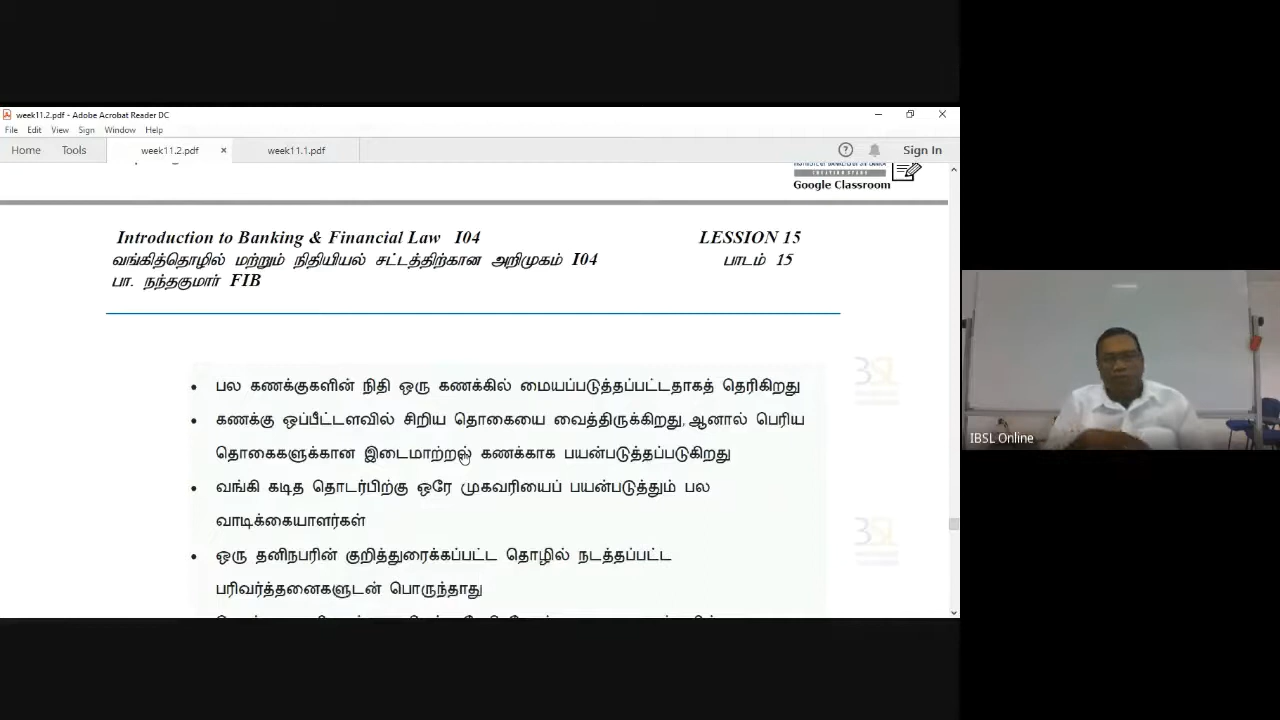 week11.2.pdf - Adobe Acrobat Reader DC
File Edit View Sign Window Help
Home Tools week11.2.pdf × week11.1.pdf Sign In
Google Classroom
Introduction to Banking & Financial Law I04 LESSION 15
வங்கித்தொழில் மற்றும் நிதியியல் சட்டத்திற்கான அறிமுகம் I04 பாடம் 15
பா. நந்தகுமார் FIB
• பல கணக்குகளின் நிதி ஒரு கணக்கில் மையப்படுத்தப்பட்டதாகத் தெரிகிறது
• கணக்கு ஒப்பீட்டளவில் சிறிய தொகையை வைத்திருக்கிறது, ஆனால் பெரிய
தொகைகளுக்கான இடைமாற்றல் கணக்காக பயன்படுத்தப்படுகிறது
• வங்கி கடித தொடர்பிற்கு ஒரே முகவரியைப் பயன்படுத்தும் பல
வாடிக்கையாளர்கள்
• ஒரு தனிநபரின் குறித்துரைக்கப்பட்ட தொழில் நடத்தப்பட்ட
பரிவர்த்தனைகளுடன் பொருந்தாது
IBSL Online